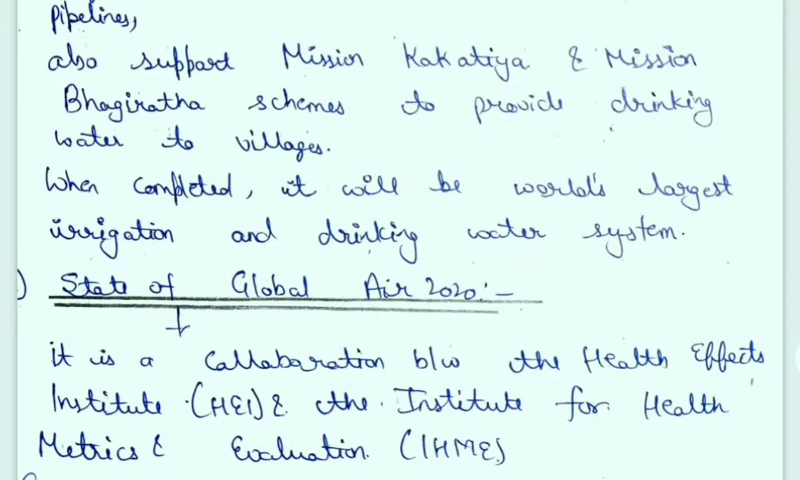 pipelines,
also support Mission Kakatiya & Mission
Bhagiratha schemes to provide drinking
water to villages.
When completed, it will be world's largest
irrigation and drinking water system.
) State of Global Air 2020:-
it is a Collaboration b/w the Health Effects
Institute (HEI) & the Institute for Health
Metrics & Evaluation (IHME)